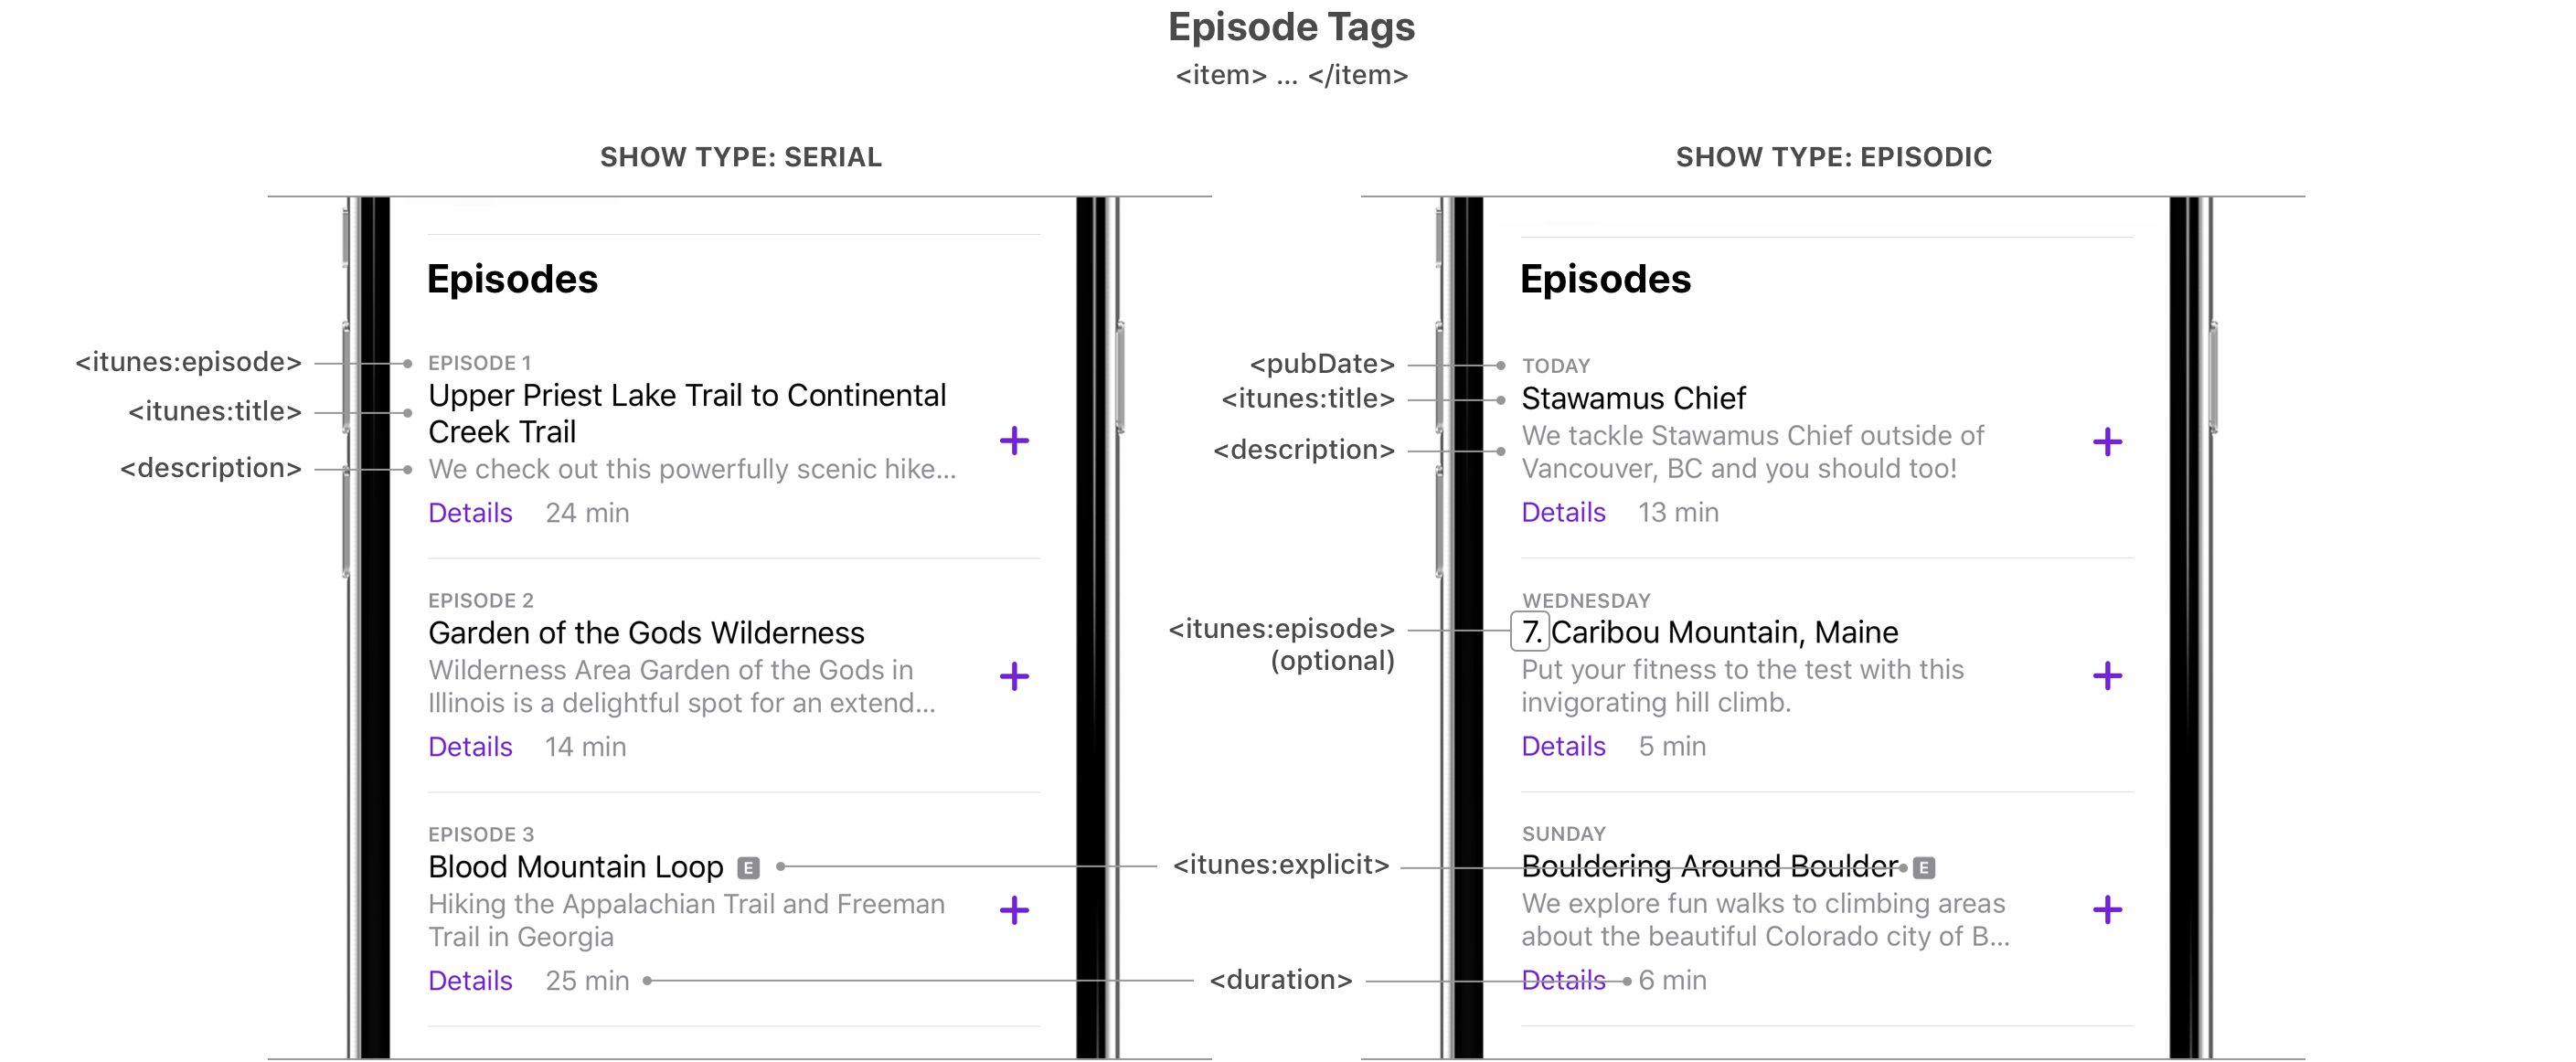 Episode Tags
<item> ... </item>
SHOW TYPE: SERIAL
Episodes
<itunes:episode>
EPISODE 1
<itunes:title>
Upper Priest Lake Trail to Continental
Creek Trail
<description>
We check out this powerfully scenic hike...
Details 24 min
EPISODE 2
Garden of the Gods Wilderness
Wilderness Area Garden of the Gods in
Illinois is a delightful spot for an extend...
Details 14 min
EPISODE 3
Blood Mountain Loop E
Hiking the Appalachian Trail and Freeman
Trail in Georgia
Details 25 min
SHOW TYPE: EPISODIC
Episodes
<pubDate>
TODAY
<itunes:title>
Stawamus Chief
<description>
We tackle Stawamus Chief outside of
Vancouver, BC and you should too!
Details 13 min
WEDNESDAY
<itunes:episode>
(optional)
7. Caribou Mountain, Maine
Put your fitness to the test with this
invigorating hill climb.
Details 5 min
SUNDAY
<itunes:explicit>
Bouldering Around Boulder E
We explore fun walks to climbing areas
about the beautiful Colorado city of B...
<duration>
Details 6 min